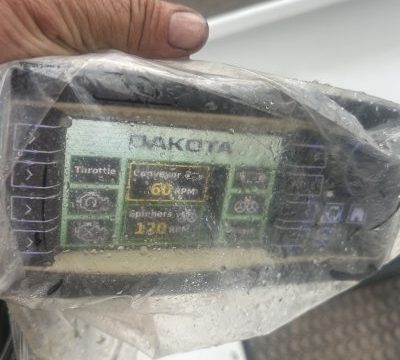 DAKOTA
Throttle
Conveyor
60 RPM
Spinners
120 RPM